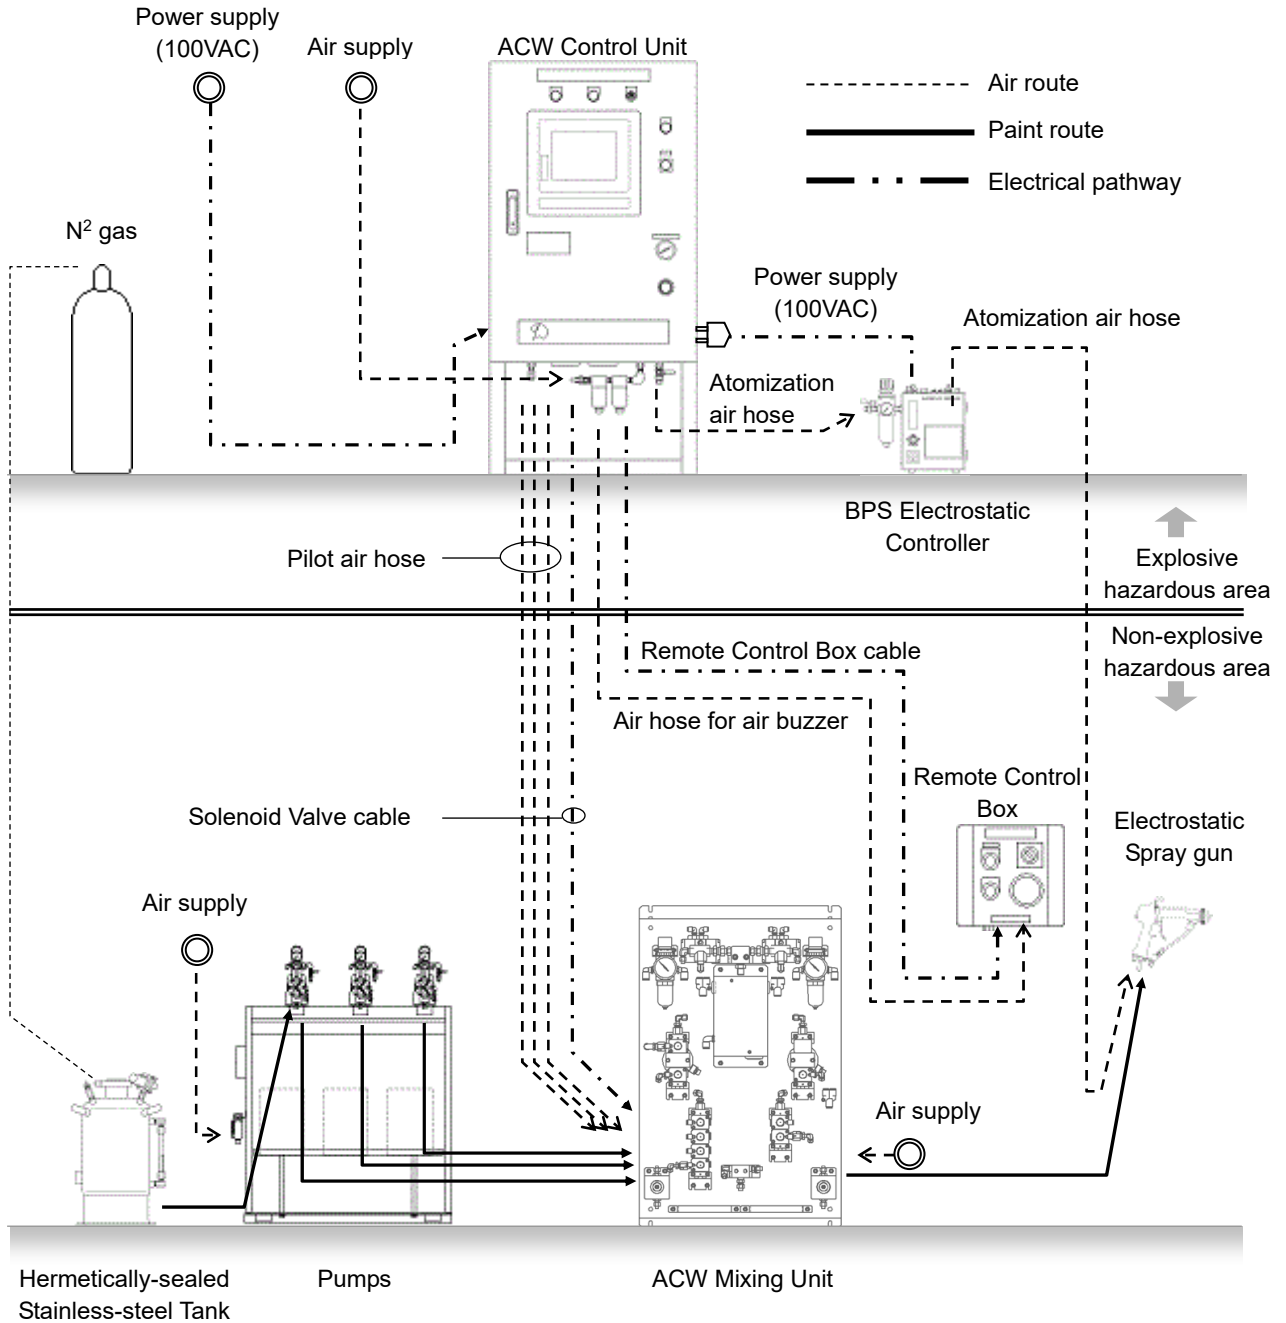 Power supply
(100VAC)
Air supply
ACW Control Unit
Air route
Paint route
Electrical pathway
N² gas
Power supply
(100VAC)
Atomization air hose
Atomization
air hose
BPS Electrostatic
Controller
Pilot air hose
Explosive
hazardous area
Non-explosive
hazardous area
Remote Control Box cable
Air hose for air buzzer
Remote Control
Box
Solenoid Valve cable
Electrostatic
Spray gun
Air supply
Air supply
Hermetically-sealed
Stainless-steel Tank
Pumps
ACW Mixing Unit